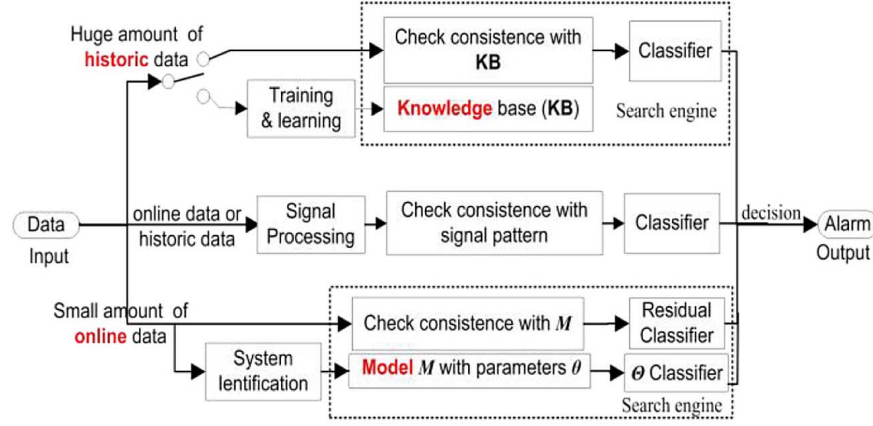 Huge amount of
historic data
Training
& learning
Check consistence with
KB
Classifier
Knowledge base (KB)
Search engine
Data
Input
online data or
historic data
Signal
Processing
Check consistence with
signal pattern
Classifier
decision
Alarm
Output
Small amount of
online data
System
Ientification
Check consistence with M
Residual
Classifier
Model M with parameters θ
Θ Classifier
Search engine